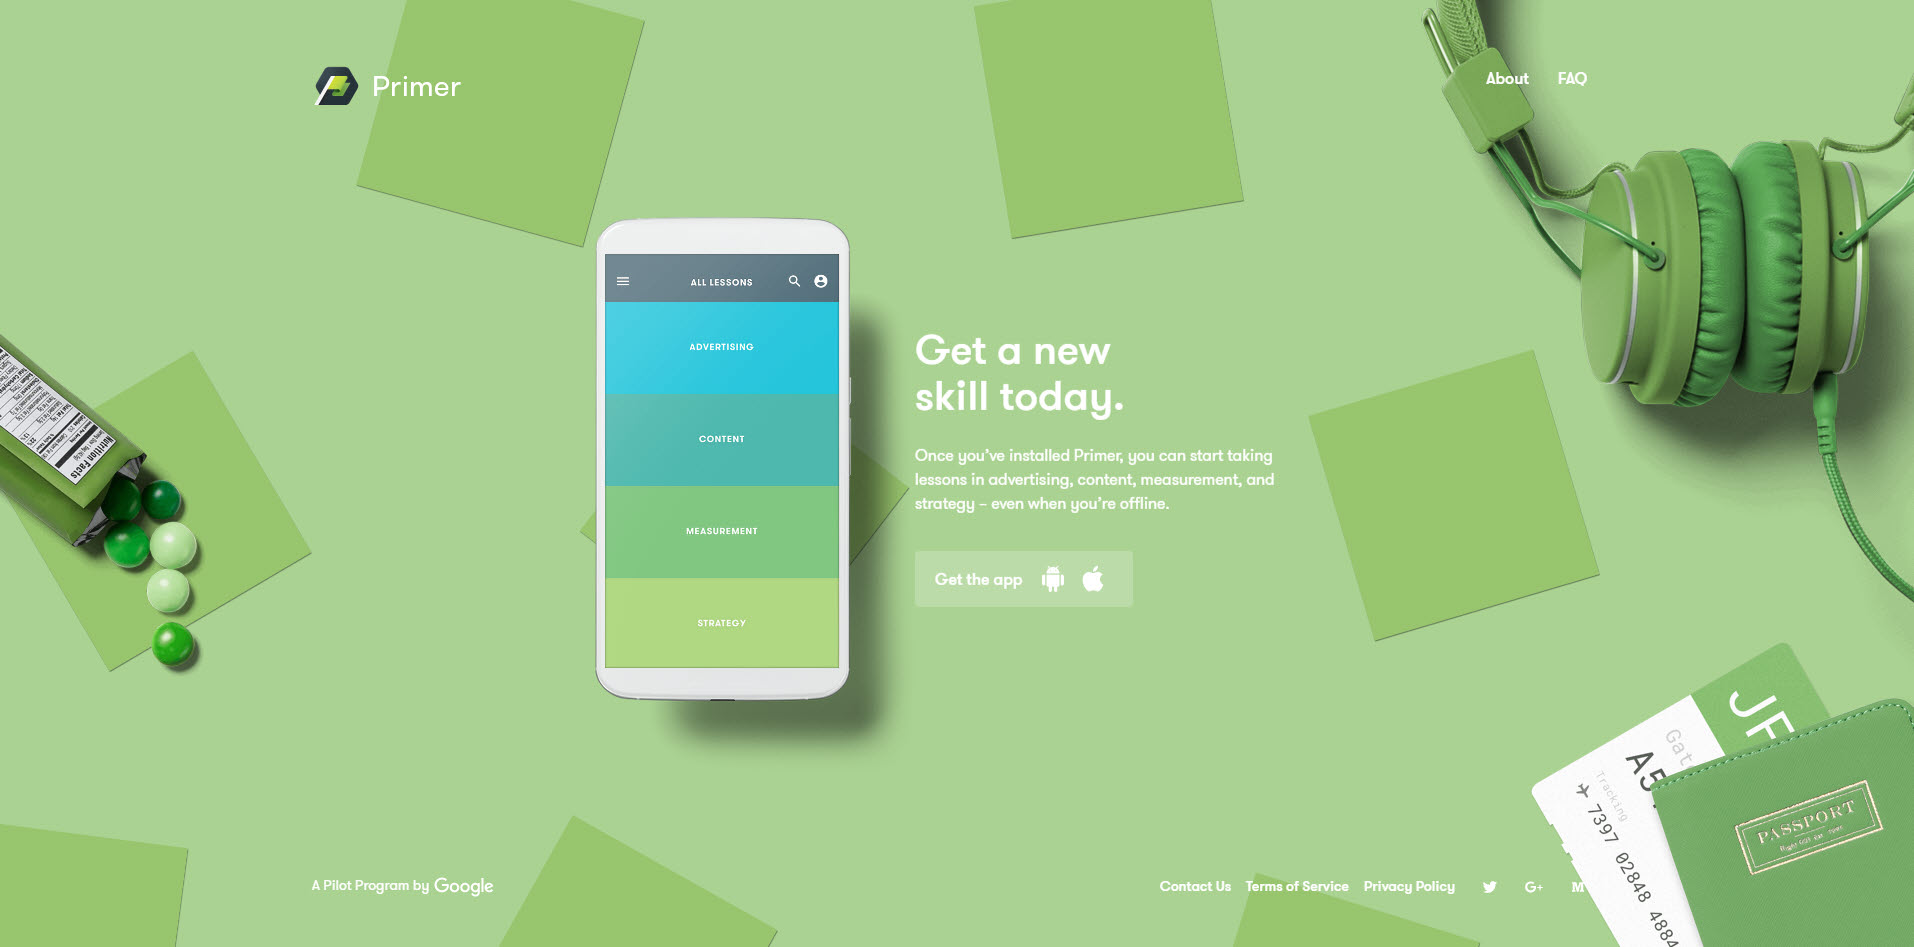 Primer
About
FAQ
ALL LESSONS
ADVERTISING
CONTENT
MEASUREMENT
STRATEGY
Get a new
skill today.
Once you’ve installed Primer, you can start taking
lessons in advertising, content, measurement, and
strategy – even when you’re offline.
Get the app
Nutrition Facts
JF
Gat
A5
Tracking
7397 02848 4884
PASSPORT
A Pilot Program by Google
Contact Us
Terms of Service
Privacy Policy
G+
M